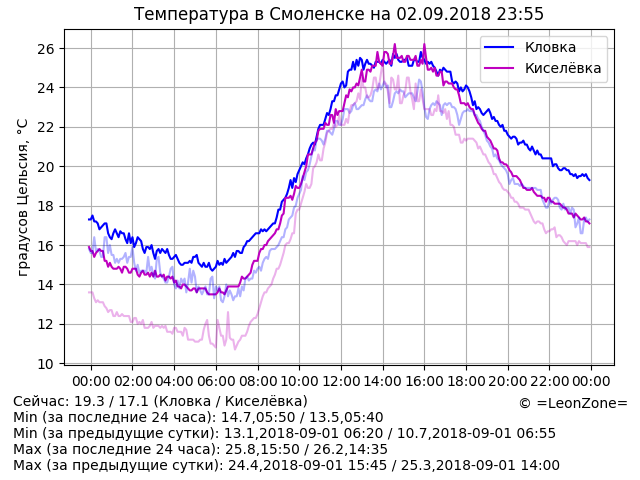 Температура в Смоленске на 02.09.2018 23:55
Кловка
Киселёвка
градусов Цельсия, °C
26
24
22
20
18
16
14
12
10
00:00 02:00 04:00 06:00 08:00 10:00 12:00 14:00 16:00 18:00 20:00 22:00 00:00
Сейчас: 19.3 / 17.1 (Кловка / Киселёвка)
© =LeonZone=
Min (за последние 24 часа): 14.7,05:50 / 13.5,05:40
Min (за предыдущие сутки): 13.1,2018-09-01 06:20 / 10.7,2018-09-01 06:55
Max (за последние 24 часа): 25.8,15:50 / 26.2,14:35
Max (за предыдущие сутки): 24.4,2018-09-01 15:45 / 25.3,2018-09-01 14:00